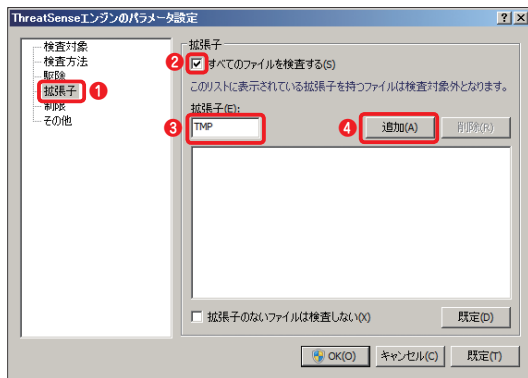 ThreatSenseエンジンのパラメータ設定
検査対象
検査方法
駆除
拡張子
制限
その他
1
拡張子
2
すべてのファイルを検査する(S)
このリストに表示されている拡張子を持つファイルは検査対象外となります。
拡張子(E):
3
TMP
4
追加(A)
削除(R)
拡張子のないファイルは検査しない(X)
既定(D)
OK(O)
キャンセル(C)
既定(T)